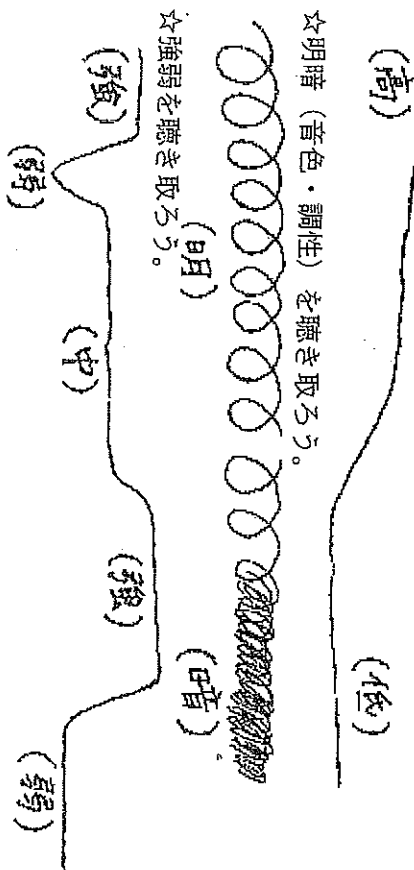 (高)
(低)
☆明暗（音色・調性）を聴き取ろう。
(明)
(暗)
☆強弱を聴き取ろう。
(強)
(弱)
(中)
(強)
(弱)